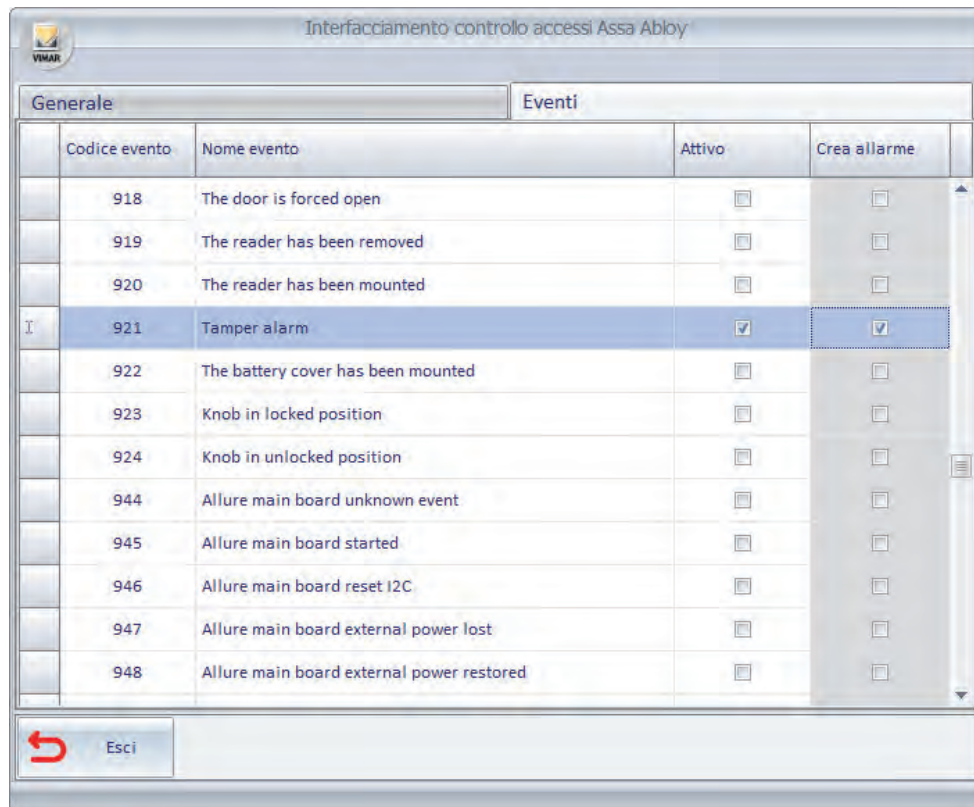 Interfacciamento controllo accessi Assa Abloy
VIMAR
Generale Eventi
Codice evento Nome evento Attivo Crea allarme
918 The door is forced open
919 The reader has been removed
920 The reader has been mounted
921 Tamper alarm
922 The battery cover has been mounted
923 Knob in locked position
924 Knob in unlocked position
944 Allure main board unknown event
945 Allure main board started
946 Allure main board reset I2C
947 Allure main board external power lost
948 Allure main board external power restored
Esci